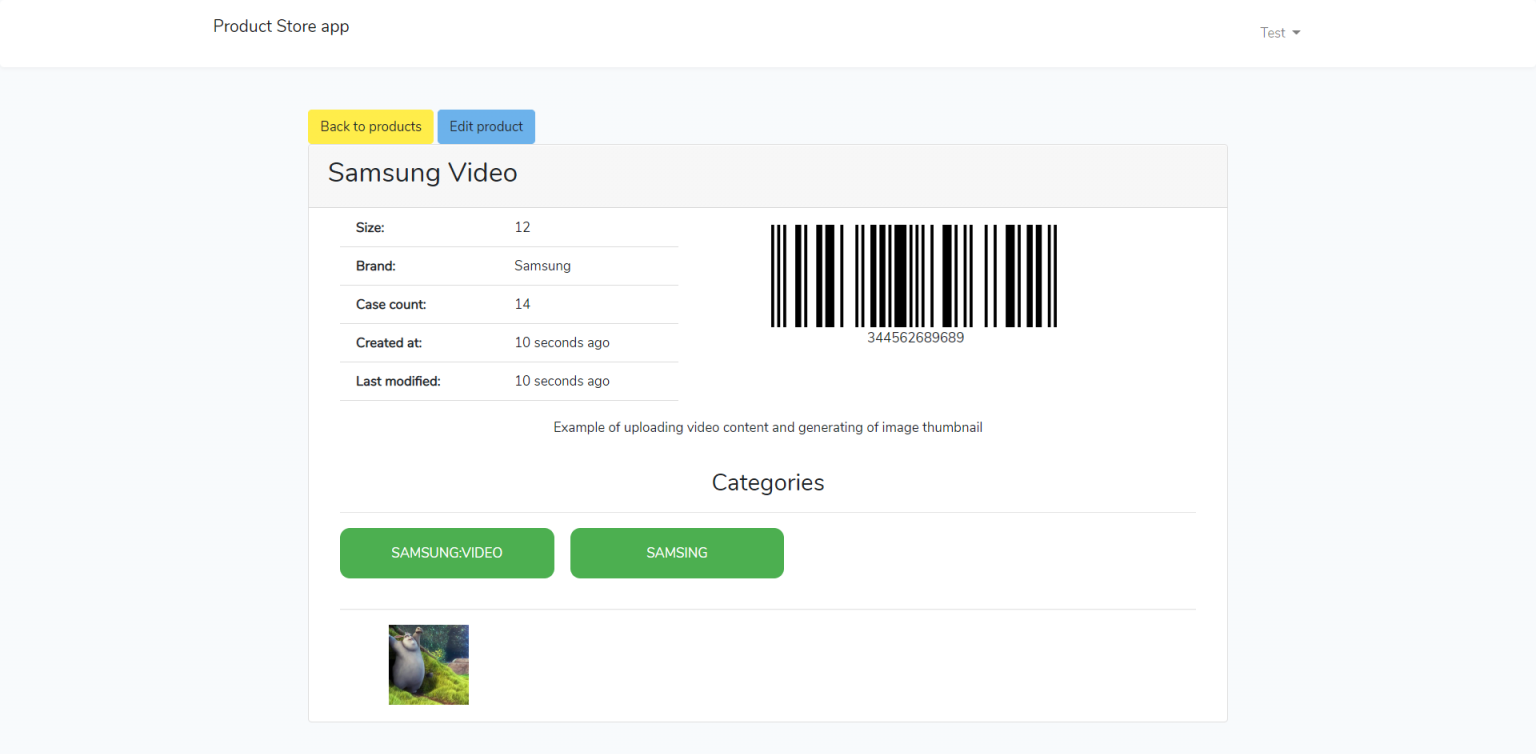 Product Store app
Test
Back to products
Edit product
Samsung Video
Size: 12
Brand: Samsung
Case count: 14
Created at: 10 seconds ago
Last modified: 10 seconds ago
344562689689
Example of uploading video content and generating of image thumbnail
Categories
SAMSUNG:VIDEO
SAMSING